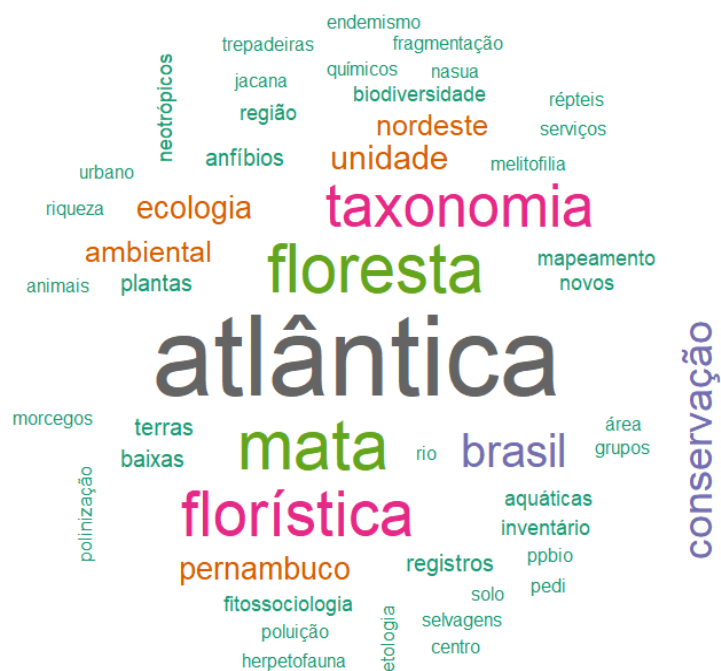 endemismo
trepadeiras
fragmentação
neotrópicos
jacana
químicos
nasua
biodiversidade
répteis
região
nordeste
serviços
urbano
anfíbios
unidade
melitofilia
riqueza
ecologia
taxonomia
ambiental
floresta
mapeamento
animais
plantas
novos
atlântica
conservação
morcegos
terras
mata
rio
brasil
área
baixas
grupos
polinização
florística
aquáticas
inventário
pernambuco
registros
ppbio
pedi
fitossociologia
solo
etologia
selvagens
poluição
centro
herpetofauna